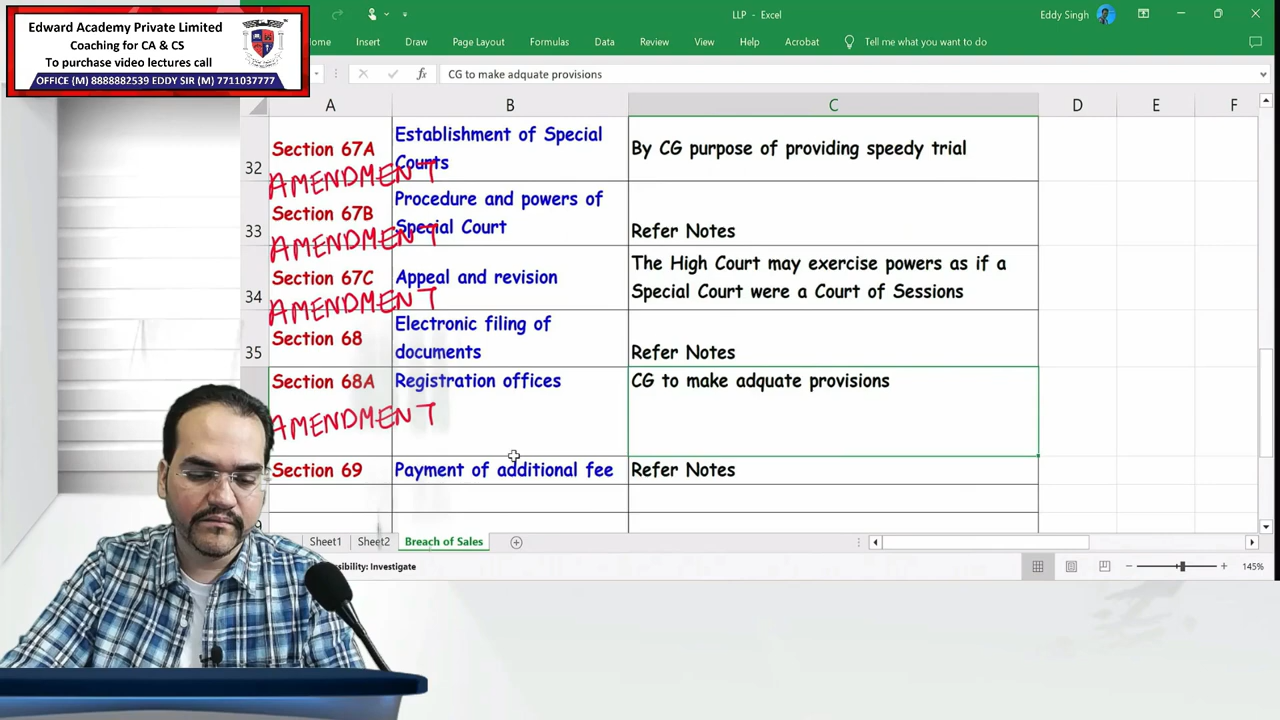 Edward Academy Private Limited
Coaching for CA & CS
To purchase video lectures call
OFFICE (M) 8888882539 EDDY SIR (M) 7711037777
LLP - Excel
Eddy Singh
Home Insert Draw Page Layout Formulas Data Review View Help Acrobat Tell me what you want to do
fx CG to make adquate provisions
A B C D E F
32 Section 67A Establishment of Special Courts By CG purpose of providing speedy trial
AMENDMENT
33 Section 67B Procedure and powers of Special Court Refer Notes
AMENDMENT
34 Section 67C Appeal and revision The High Court may exercise powers as if a Special Court were a Court of Sessions
AMENDMENT
35 Section 68 Electronic filing of documents Refer Notes
Section 68A Registration offices CG to make adquate provisions
AMENDMENT
Section 69 Payment of additional fee Refer Notes
Sheet1 Sheet2 Breach of Sales
Investigate
145%